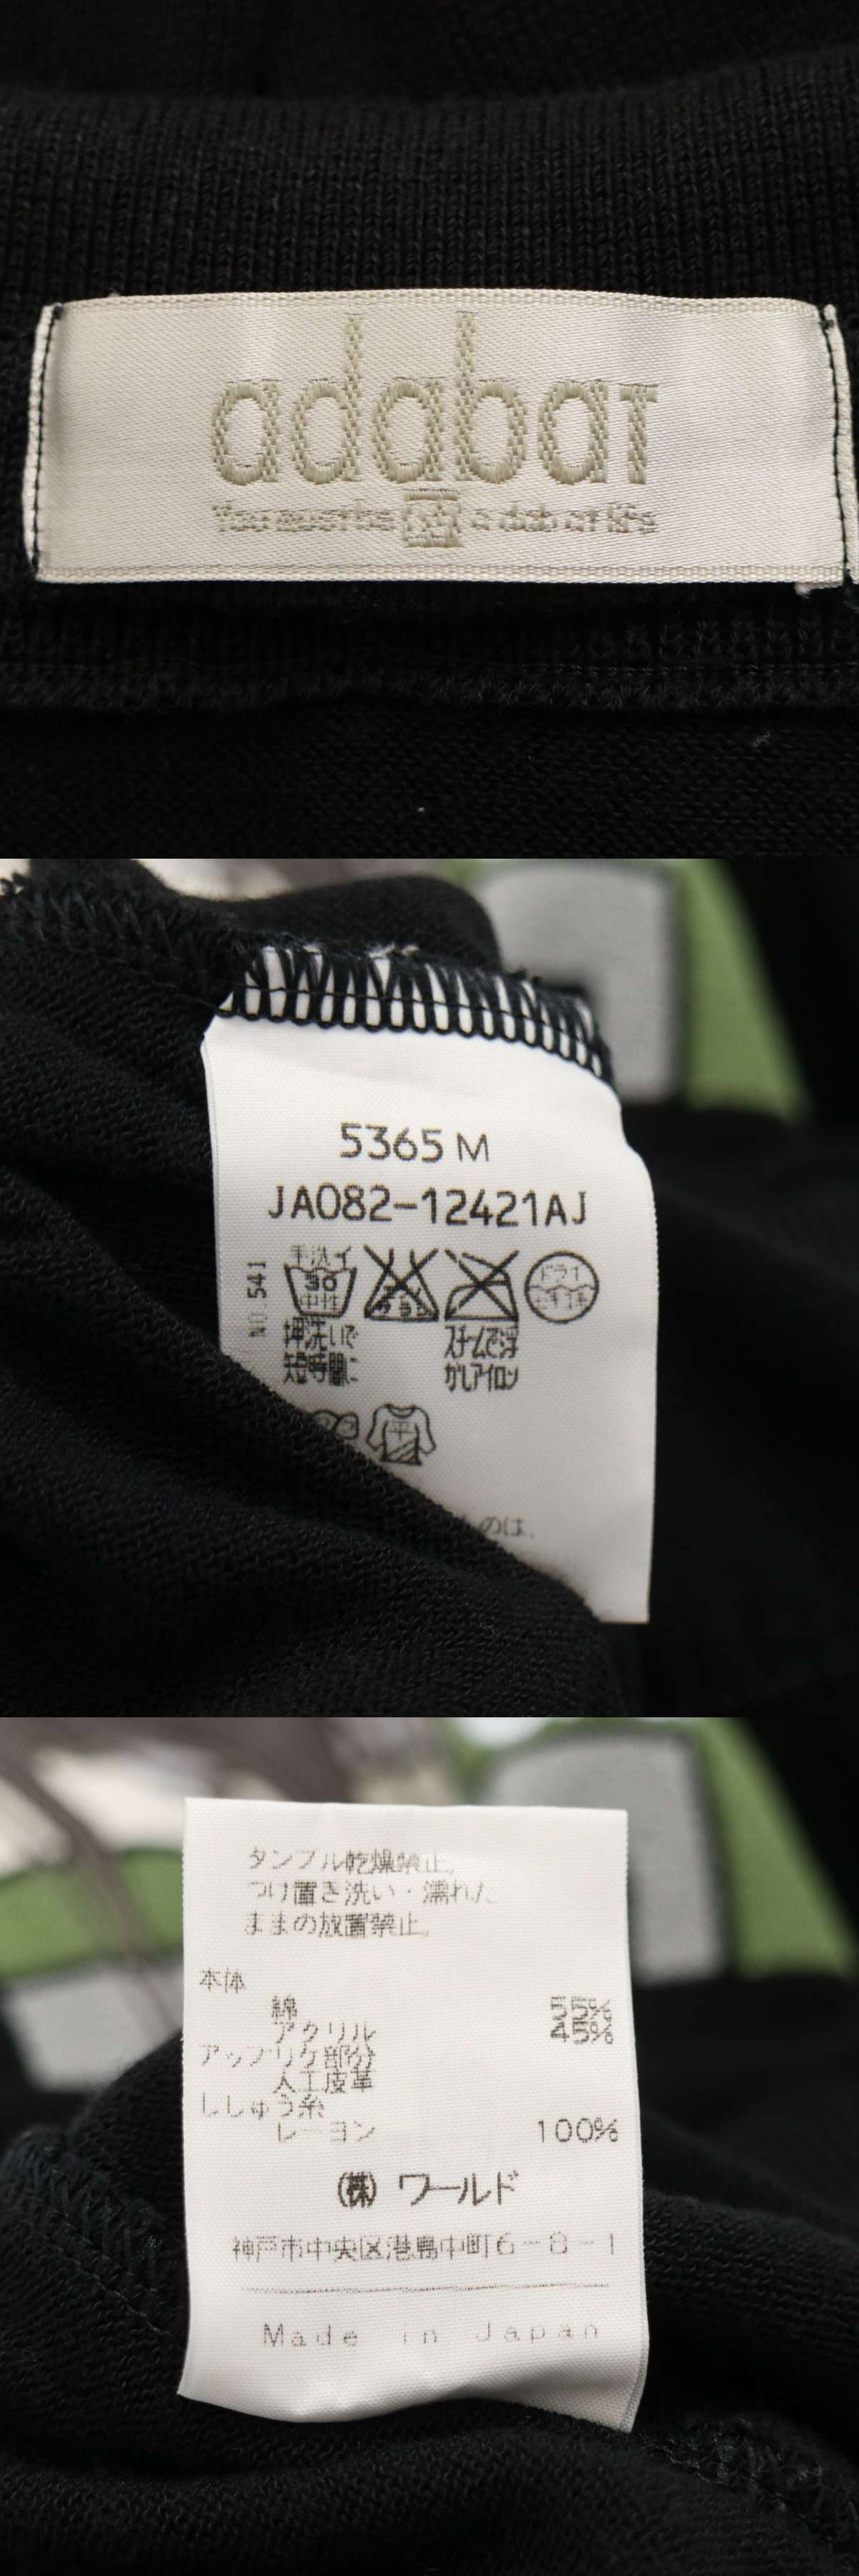 adabat
5365 M
JA082-12421AJ
NO.541
手洗イ
30
中性
ドライ
押洗いで
短時間に
スチームで浮
かしアイロン
平
のは、
タンブル乾燥禁止。
つけ置き洗い・濡れた
ままの放置禁止。
本体
綿 55%
アクリル 45%
アップリケ部分
人工皮革
ししゅう糸
レーヨン 100%
㈱ ワールド
神戸市中央区港島中町6-8-1
Made in Japan